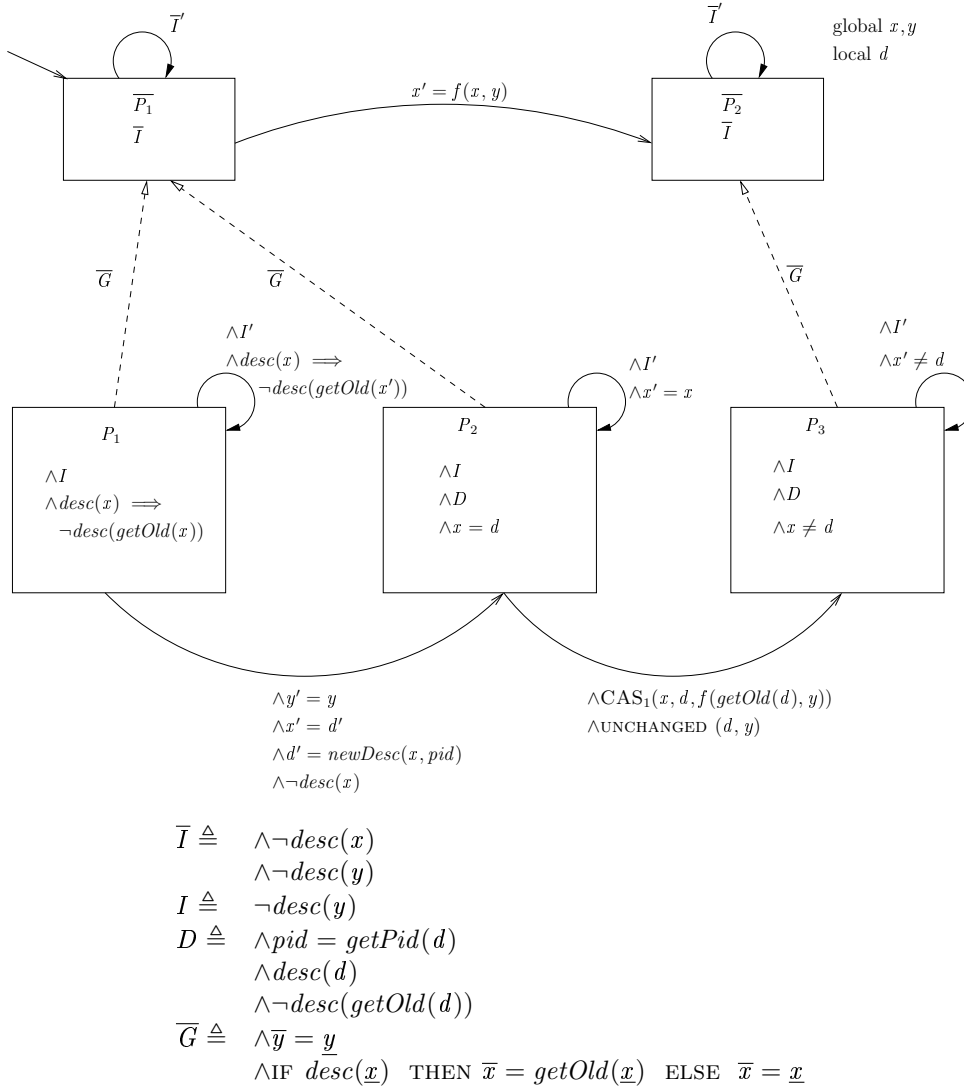 I̅′
I̅′
global x, y
local d
P̅₁̅
I̅
x′ = f(x, y)
P̅₂̅
I̅
G̅
G̅
G̅
∧I′
∧desc(x) ⟹
¬desc(getOld(x′))
∧I′
∧x′ = x
∧I′
∧x′ ≠ d
P₁
∧I
∧desc(x) ⟹
¬desc(getOld(x))
P₂
∧I
∧D
∧x = d
P₃
∧I
∧D
∧x ≠ d
∧y′ = y
∧x′ = d′
∧d′ = newDesc(x, pid)
∧¬desc(x)
∧CAS₁(x, d, f(getOld(d), y))
∧UNCHANGED (d, y)
I̅ ≜ ∧¬desc(x)
∧¬desc(y)
I ≜ ¬desc(y)
D ≜ ∧pid = getPid(d)
∧desc(d)
∧¬desc(getOld(d))
G̅ ≜ ∧y̅ = y̲
∧IF desc(x̲) THEN x̅ = getOld(x̲) ELSE x̅ = x̲